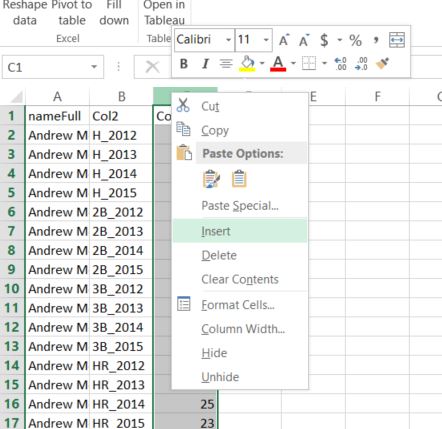 Reshape Pivot to Fill Open in
data table down Tableau
Excel Table
Calibri 11 A A $ % ,
B I A .00 .0
C1
A B E F G
1 nameFull Col2 Co
2 Andrew M H_2012
3 Andrew M H_2013
4 Andrew M H_2014
5 Andrew M H_2015
6 Andrew M 2B_2012
7 Andrew M 2B_2013
8 Andrew M 2B_2014
9 Andrew M 2B_2015
10 Andrew M 3B_2012
11 Andrew M 3B_2013
12 Andrew M 3B_2014
13 Andrew M 3B_2015
14 Andrew M HR_2012
15 Andrew M HR_2013
16 Andrew M HR_2014 25
17 Andrew M HR_2015 23
Cut
Copy
Paste Options:
Paste Special...
Insert
Delete
Clear Contents
Format Cells...
Column Width...
Hide
Unhide